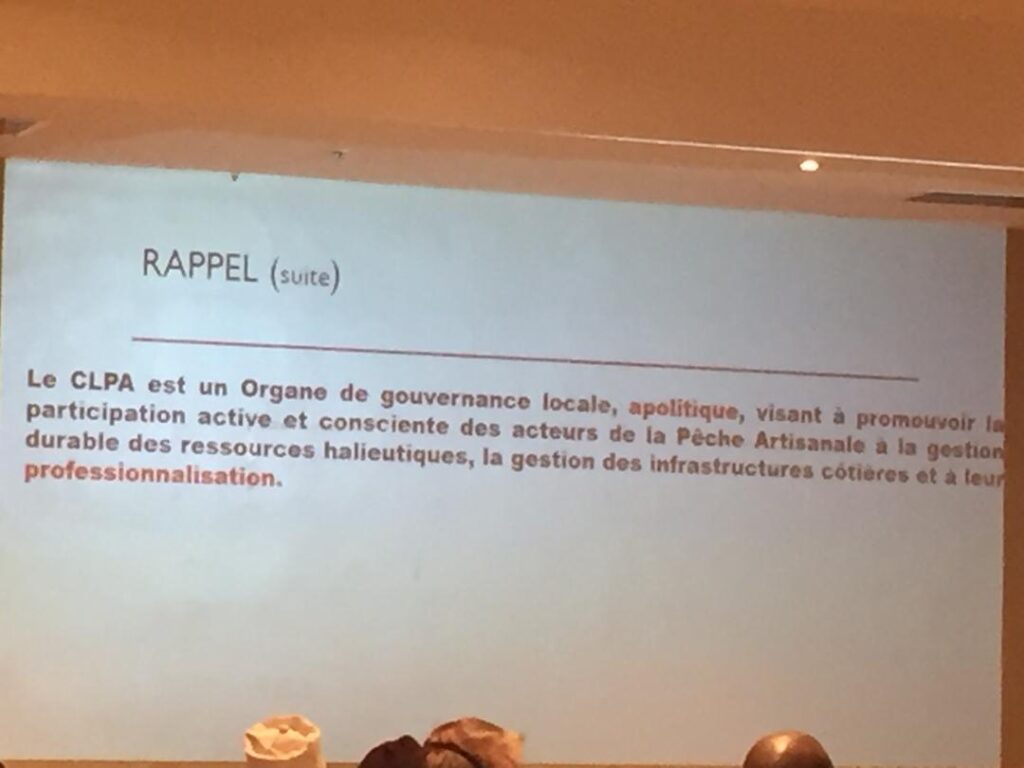 RAPPEL (suite)
Le CLPA est un Organe de gouvernance locale, apolitique, visant à promouvoir la
participation active et consciente des acteurs de la Pêche Artisanale à la gestion
durable des ressources halieutiques, la gestion des infrastructures côtières et à leur
professionnalisation.